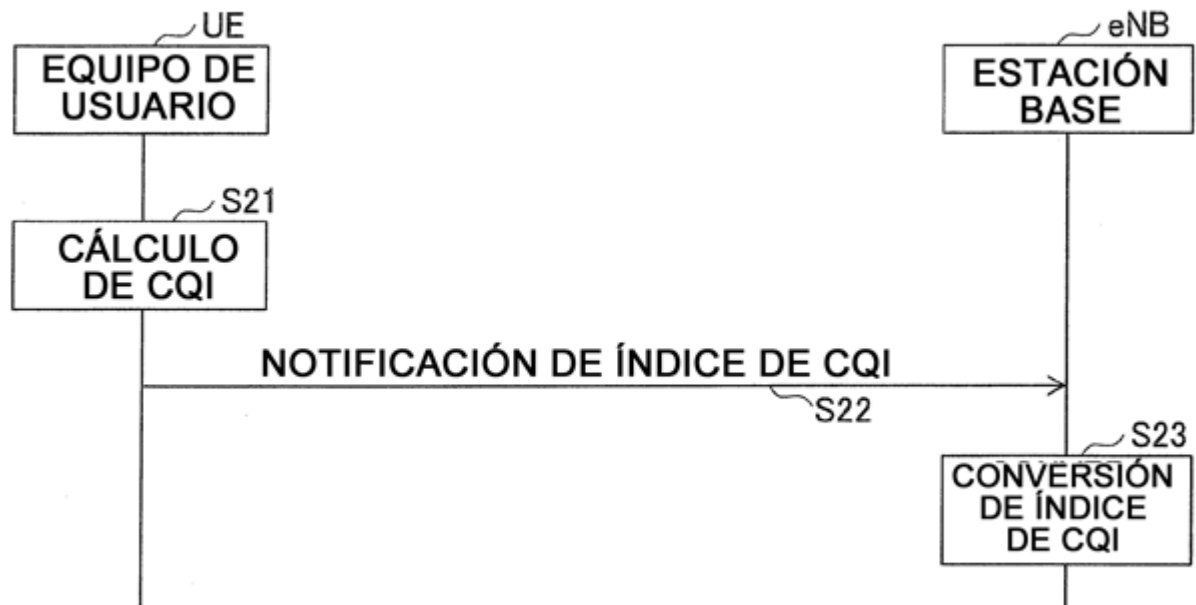 UE
eNB
EQUIPO DE
USUARIO
ESTACIÓN
BASE
S21
CÁLCULO
DE CQI
NOTIFICACIÓN DE ÍNDICE DE CQI
S22
S23
CONVERSIÓN
DE ÍNDICE
DE CQI